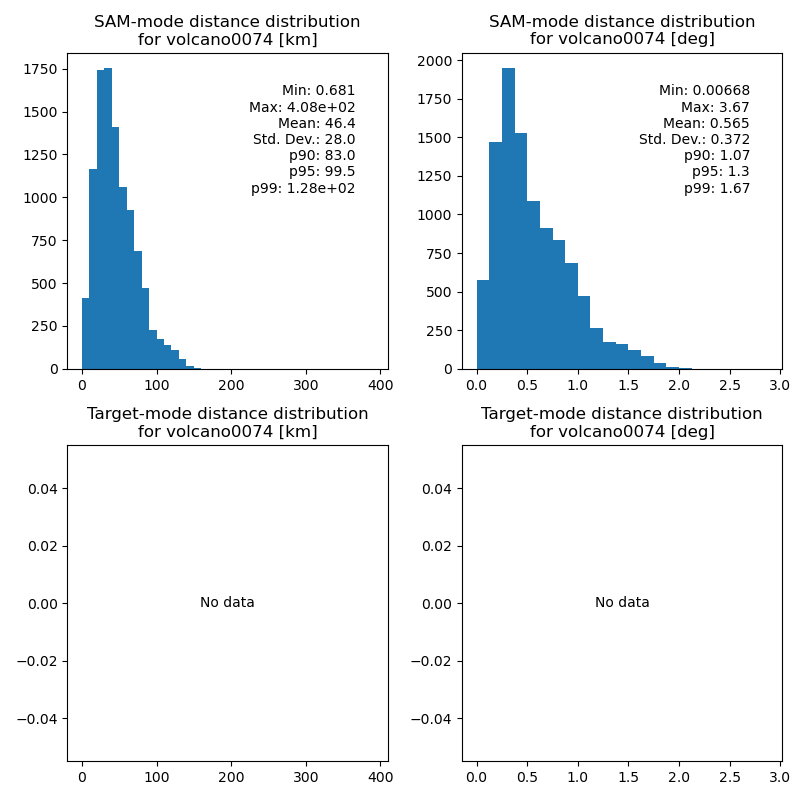 SAM-mode distance distribution
for volcano0074 [km]
Min: 0.681
Max: 4.08e+02
Mean: 46.4
Std. Dev.: 28.0
p90: 83.0
p95: 99.5
p99: 1.28e+02
1750
1500
1250
1000
750
500
250
0
0 100 200 300 400
SAM-mode distance distribution
for volcano0074 [deg]
Min: 0.00668
Max: 3.67
Mean: 0.565
Std. Dev.: 0.372
p90: 1.07
p95: 1.3
p99: 1.67
2000
1750
1500
1250
1000
750
500
250
0
0.0 0.5 1.0 1.5 2.0 2.5 3.0
Target-mode distance distribution
for volcano0074 [km]
0.04
0.02
0.00
−0.02
−0.04
No data
0 100 200 300 400
Target-mode distance distribution
for volcano0074 [deg]
0.04
0.02
0.00
−0.02
−0.04
No data
0.0 0.5 1.0 1.5 2.0 2.5 3.0